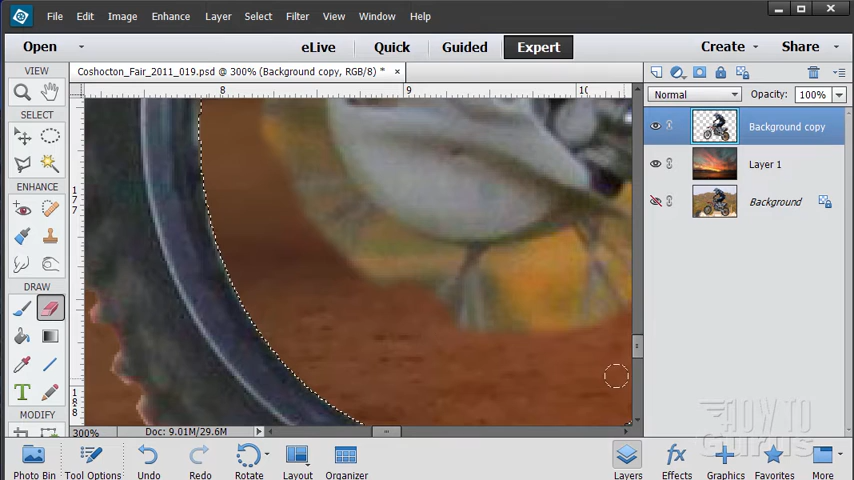 File Edit Image Enhance Layer Select Filter View Window Help
Open eLive Quick Guided Expert Create Share
VIEW
Coshocton_Fair_2011_019.psd @ 300% (Background copy, RGB/8) *
Normal Opacity: 100%
8 9 10
SELECT
Background copy
Layer 1
ENHANCE
Background
DRAW
MODIFY
300% Doc: 9.01M/29.6M
HOW TO
Gurus
Photo Bin Tool Options Undo Redo Rotate Layout Organizer Layers Effects Graphics Favorites More